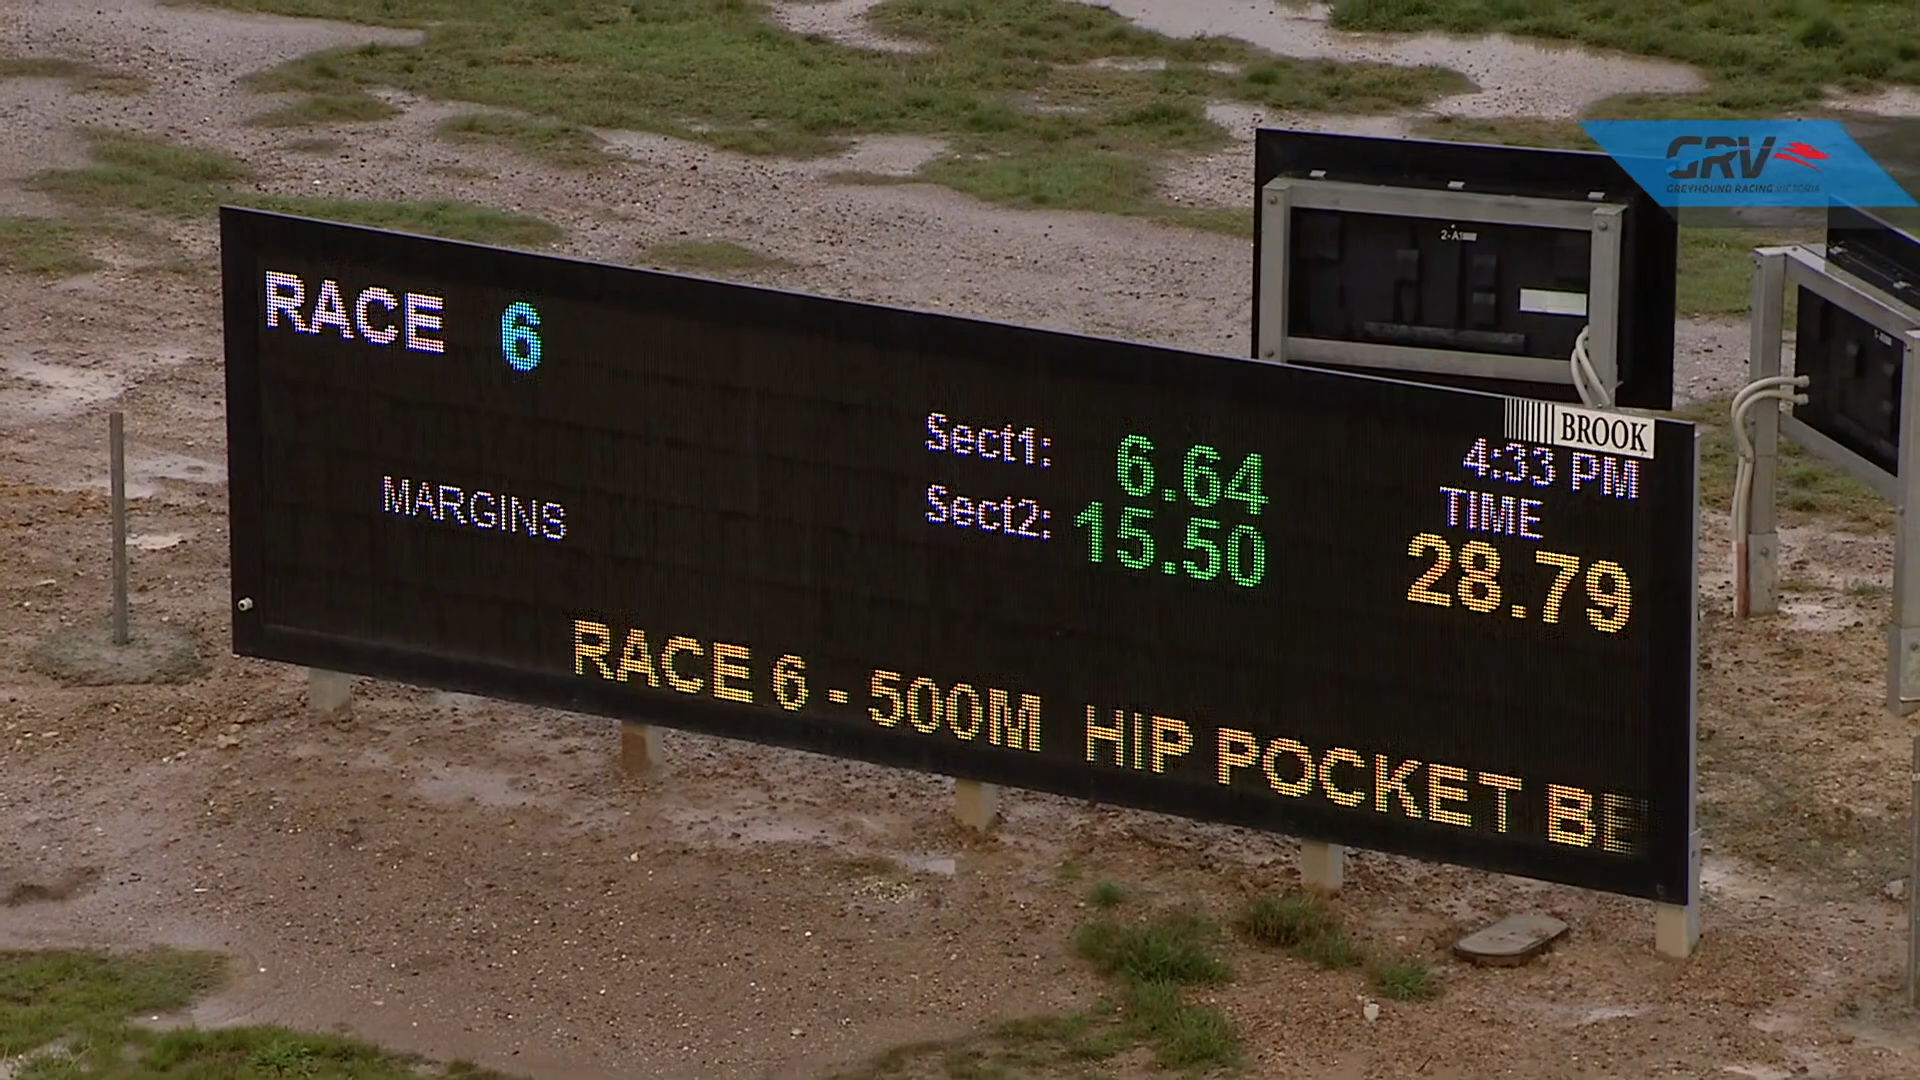 GRV
GREYHOUND RACING VICTORIA
RACE 6
BROOK
4:33 PM
Sect1: 6.64
TIME
MARGINS
Sect2: 15.50
28.79
RACE 6 - 500M HIP POCKET BE